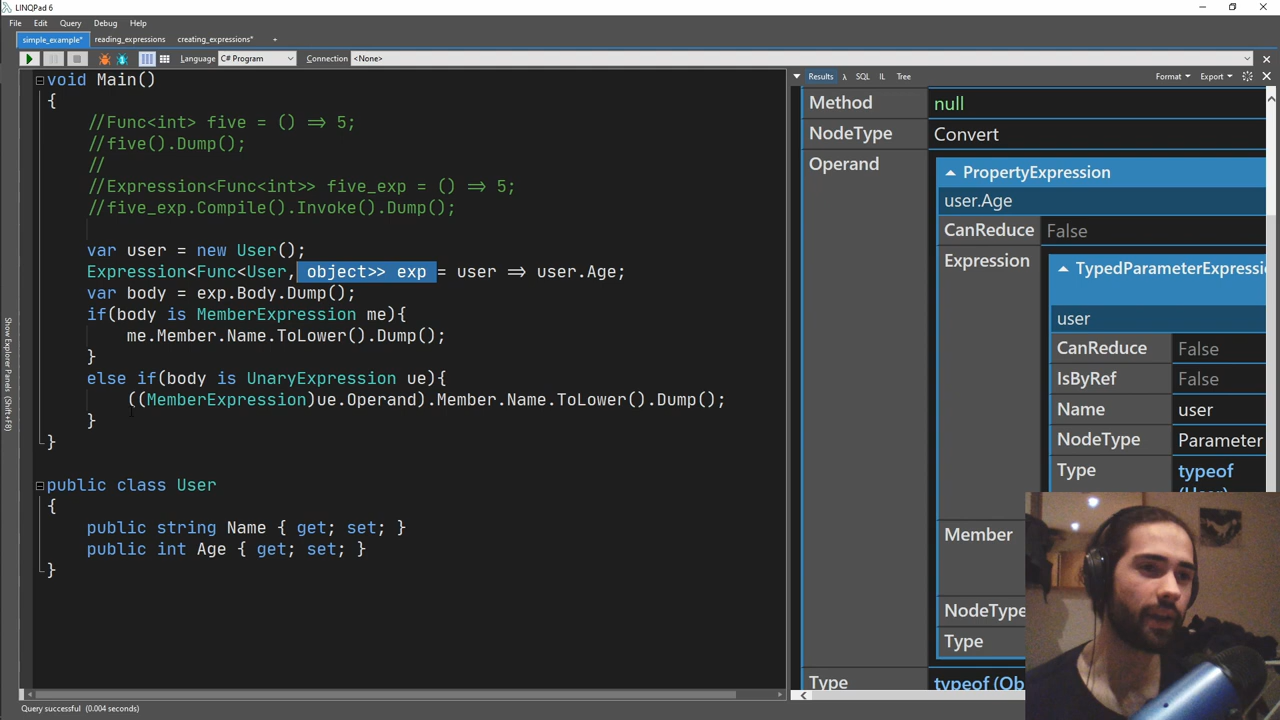 LINQPad 6
File Edit Query Debug Help
simple_example* reading_expressions creating_expressions* +
Language C# Program Connection <None>
void Main()
{
//Func<int> five = () => 5;
//five().Dump();
//
//Expression<Func<int>> five_exp = () => 5;
//five_exp.Compile().Invoke().Dump();
var user = new User();
Expression<Func<User, object>> exp = user => user.Age;
var body = exp.Body.Dump();
if(body is MemberExpression me){
me.Member.Name.ToLower().Dump();
}
else if(body is UnaryExpression ue){
((MemberExpression)ue.Operand).Member.Name.ToLower().Dump();
}
}
public class User
{
public string Name { get; set; }
public int Age { get; set; }
}
Show Explorer Panels (Shift+F8)
Query successful (0.004 seconds)
Results λ SQL IL Tree Format Export
Method null
NodeType Convert
Operand
PropertyExpression
user.Age
CanReduce False
Expression
TypedParameterExpressi
user
CanReduce False
IsByRef False
Name user
NodeType Parameter
Type typeof
(User)
Member
NodeType
Type
Type typeof (Ob